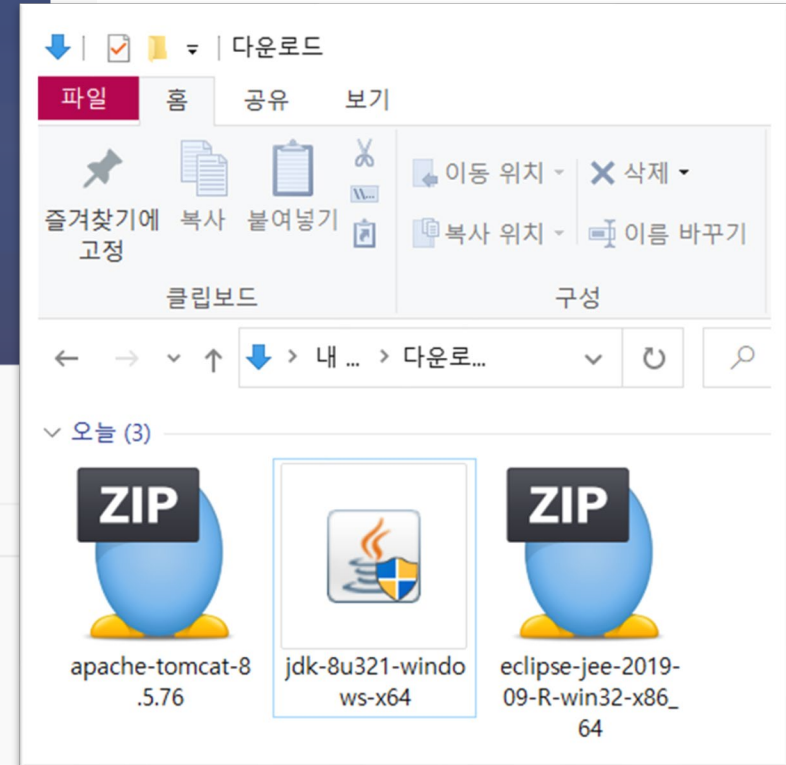 다운로드
파일 홈 공유 보기
이동 위치 삭제
즐겨찾기에 복사 붙여넣기
고정
복사 위치 이름 바꾸기
클립보드 구성
내 ... 다운로...
오늘 (3)
ZIP ZIP
apache-tomcat-8 jdk-8u321-windo eclipse-jee-2019-
.5.76 ws-x64 09-R-win32-x86_
64